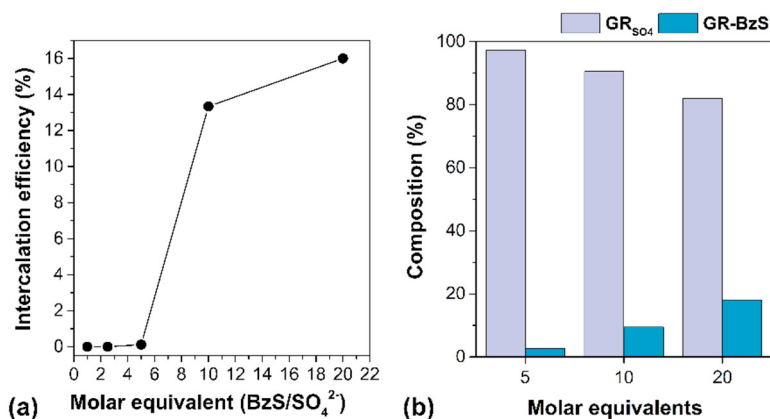 Intercalation efficiency (%)
16
14
12
10
8
6
4
2
0
0 2 4 6 8 10 12 14 16 18 20 22
Molar equivalent (BzS/SO₄²⁻)
(a)
GR_SO4 GR-BzS
Composition (%)
100
80
60
40
20
0
5 10 20
Molar equivalents
(b)